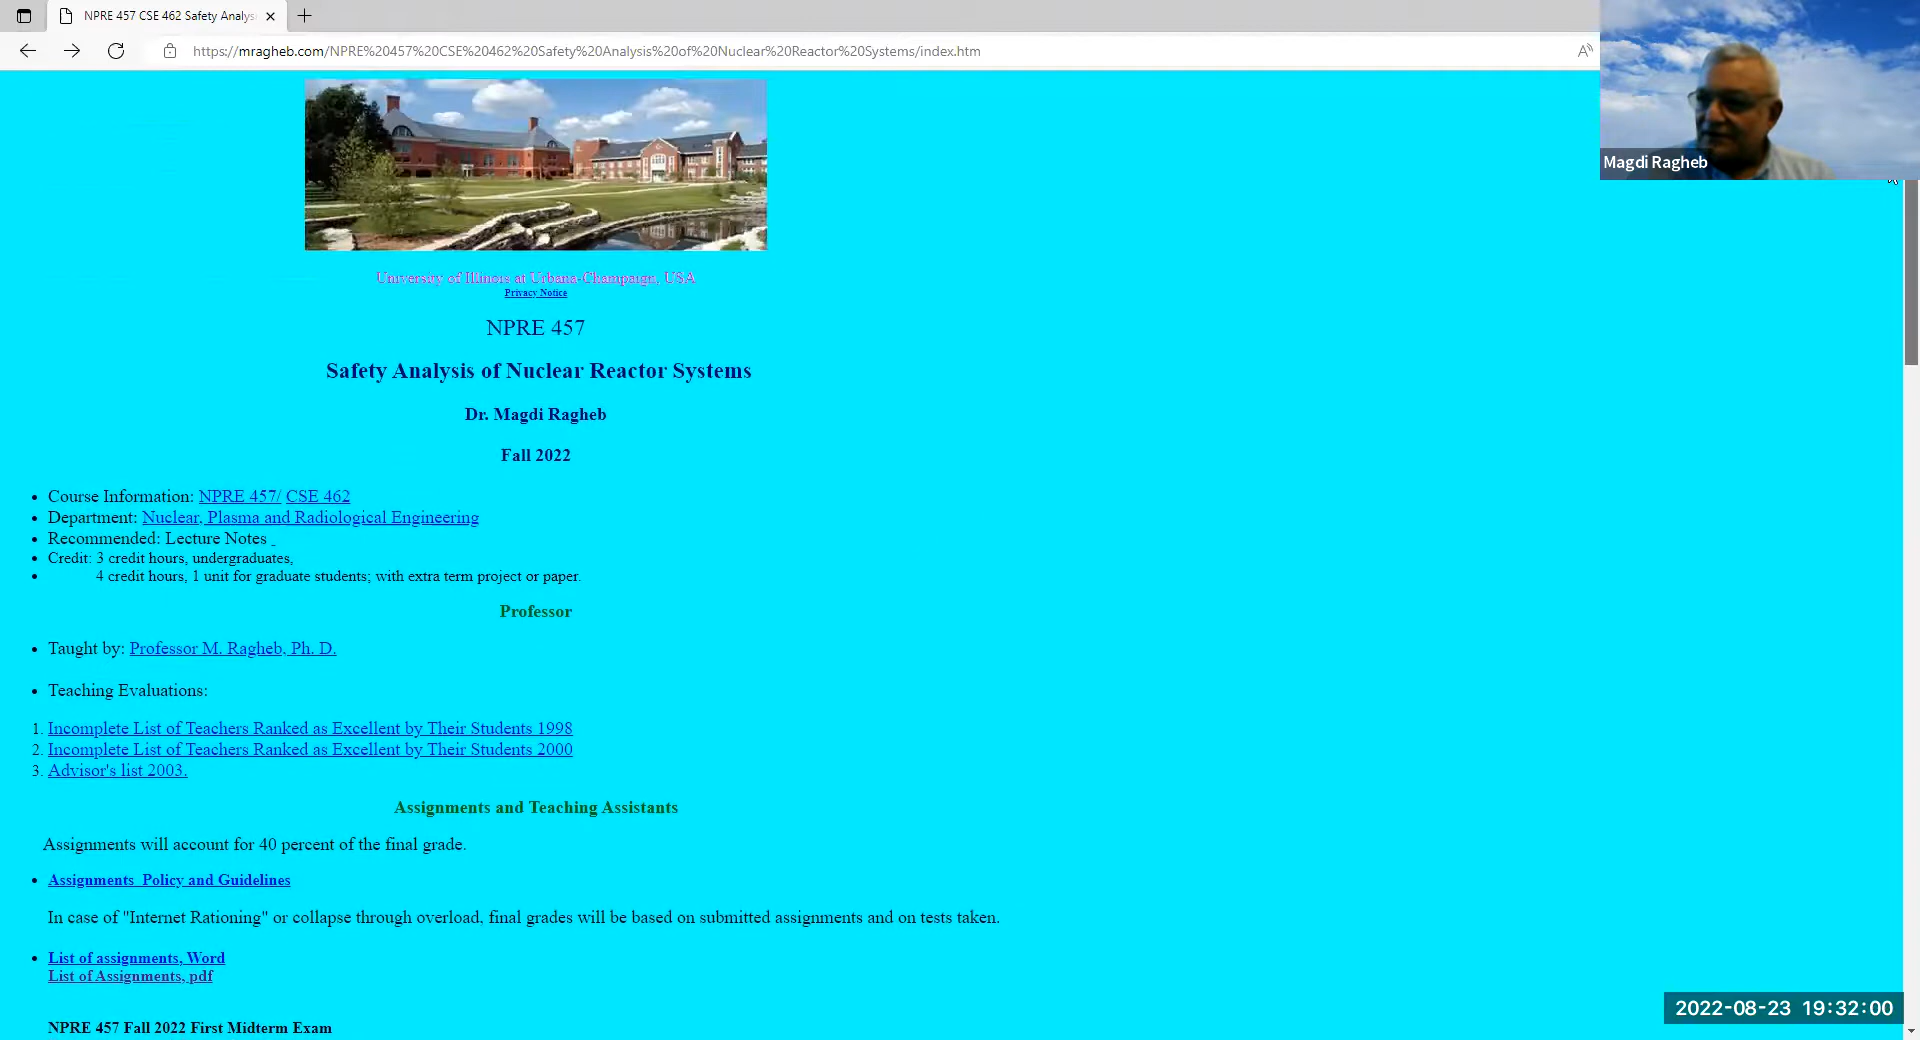 NPRE 457 CSE 462 Safety Analys
https://mragheb.com/NPRE%20457%20CSE%20462%20Safety%20Analysis%20of%20Nuclear%20Reactor%20Systems/index.htm
Magdi Ragheb
University of Illinois at Urbana-Champaign, USA
Privacy Notice
NPRE 457
Safety Analysis of Nuclear Reactor Systems
Dr. Magdi Ragheb
Fall 2022
• Course Information: NPRE 457/ CSE 462
• Department: Nuclear, Plasma and Radiological Engineering
• Recommended: Lecture Notes
• Credit: 3 credit hours, undergraduates,
• 4 credit hours, 1 unit for graduate students; with extra term project or paper.
Professor
• Taught by: Professor M. Ragheb, Ph. D.
• Teaching Evaluations:
1. Incomplete List of Teachers Ranked as Excellent by Their Students 1998
2. Incomplete List of Teachers Ranked as Excellent by Their Students 2000
3. Advisor's list 2003.
Assignments and Teaching Assistants
Assignments will account for 40 percent of the final grade.
• Assignments Policy and Guidelines
In case of "Internet Rationing" or collapse through overload, final grades will be based on submitted assignments and on tests taken.
• List of assignments, Word
List of Assignments, pdf
NPRE 457 Fall 2022 First Midterm Exam
2022-08-23 19:32:00